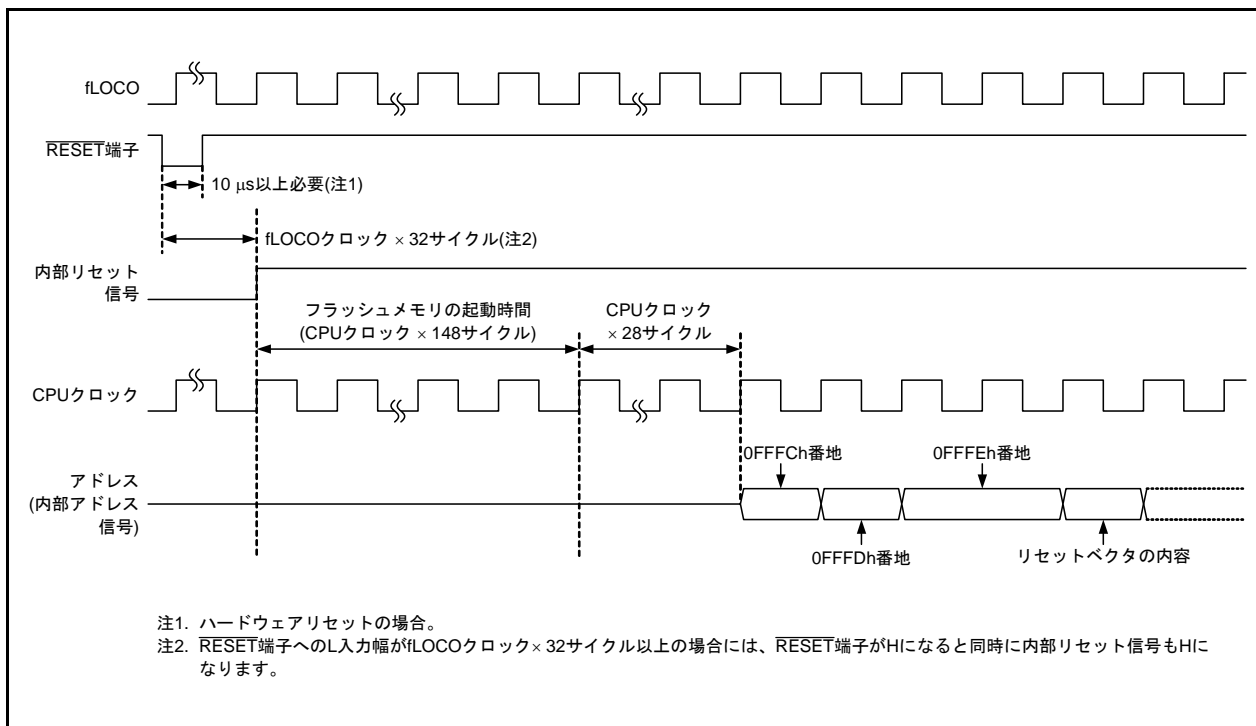 fLOCO
RESET端子
10 μs以上必要(注1)
fLOCOクロック × 32サイクル(注2)
内部リセット
信号
フラッシュメモリの起動時間
(CPUクロック × 148サイクル)
CPUクロック
× 28サイクル
CPUクロック
0FFFCh番地
0FFFEh番地
アドレス
(内部アドレス
信号)
0FFFDh番地
リセットベクタの内容
注1. ハードウェアリセットの場合。
注2. RESET端子へのL入力幅がfLOCOクロック× 32サイクル以上の場合には、RESET端子がHになると同時に内部リセット信号もHに
なります。